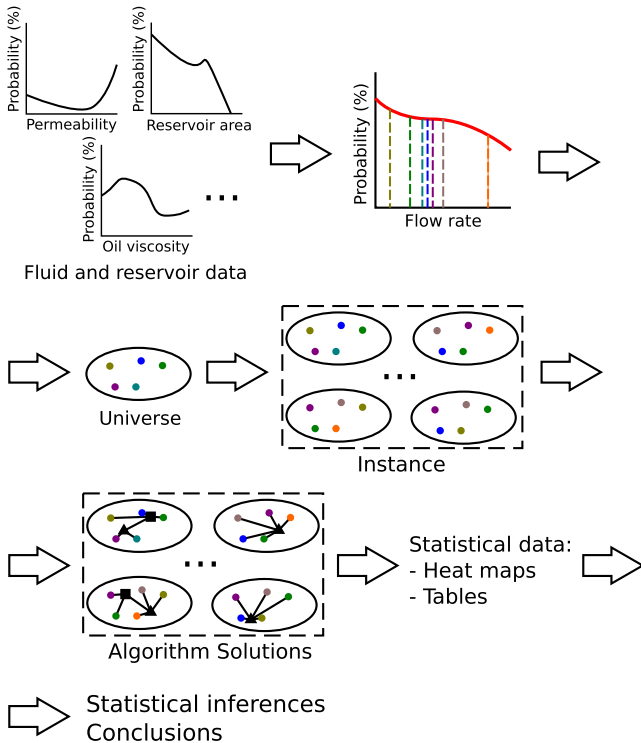 Probability (%)
Permeability
Probability (%)
Reservoir area
Probability (%)
Oil viscosity
...
Fluid and reservoir data
Probability (%)
Flow rate
Universe
...
Instance
...
Algorithm Solutions
Statistical data:
- Heat maps
- Tables
Statistical inferences
Conclusions